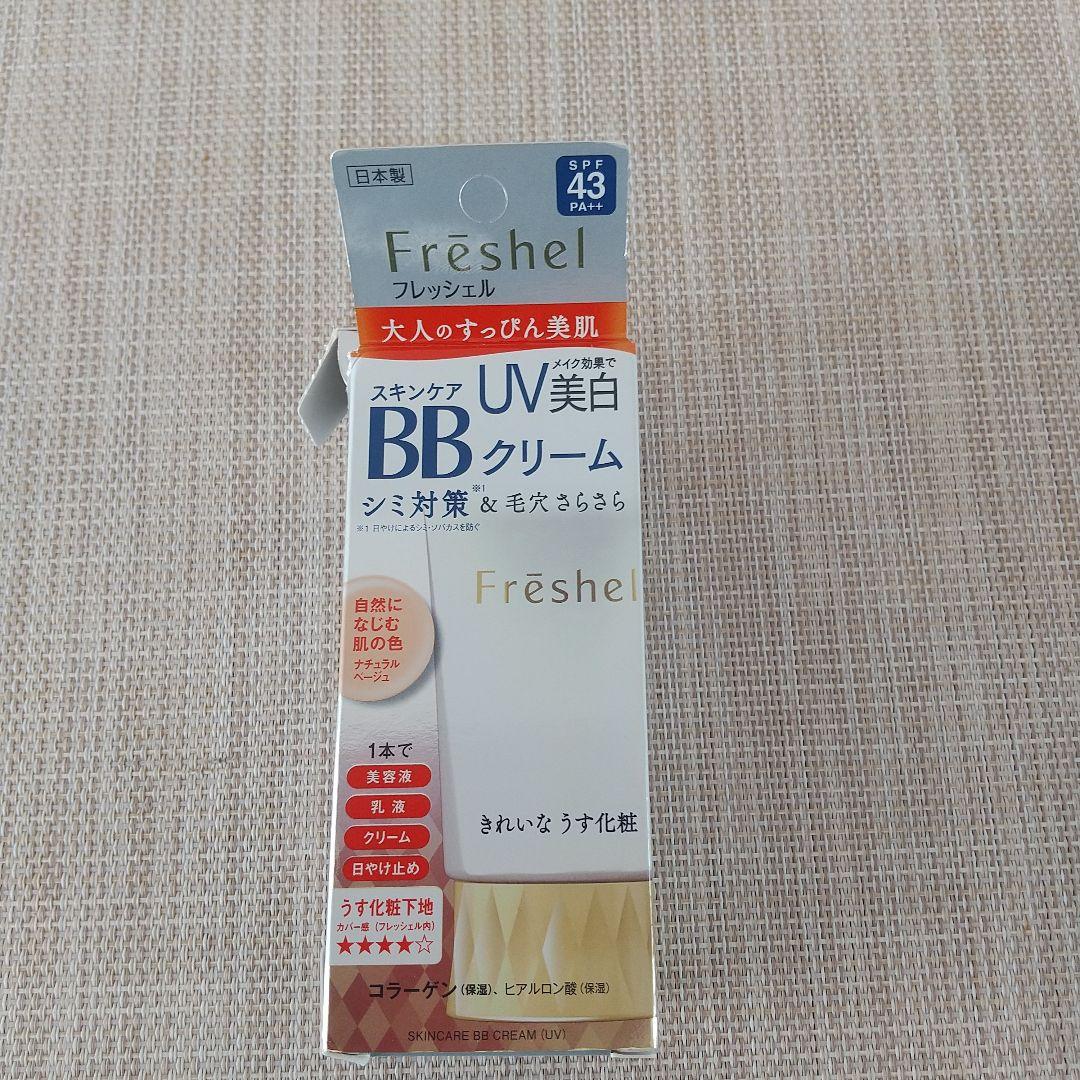 日本製
SPF
43
PA++
Frēshel
フレッシェル
大人のすっぴん美肌
メイク効果で
スキンケア UV美白
BBクリーム
シミ対策※1 & 毛穴 さらさら
※1 日やけによるシミ・ソバカスを防ぐ
Frēshel
自然に
なじむ
肌の色
ナチュラル
ベージュ
1本で
美容液
乳液
クリーム
日やけ止め
きれいな うす化粧
うす化粧下地
カバー感（フレッシェル内）
★★★★☆
コラーゲン（保湿）、ヒアルロン酸（保湿）
SKINCARE BB CREAM (UV)